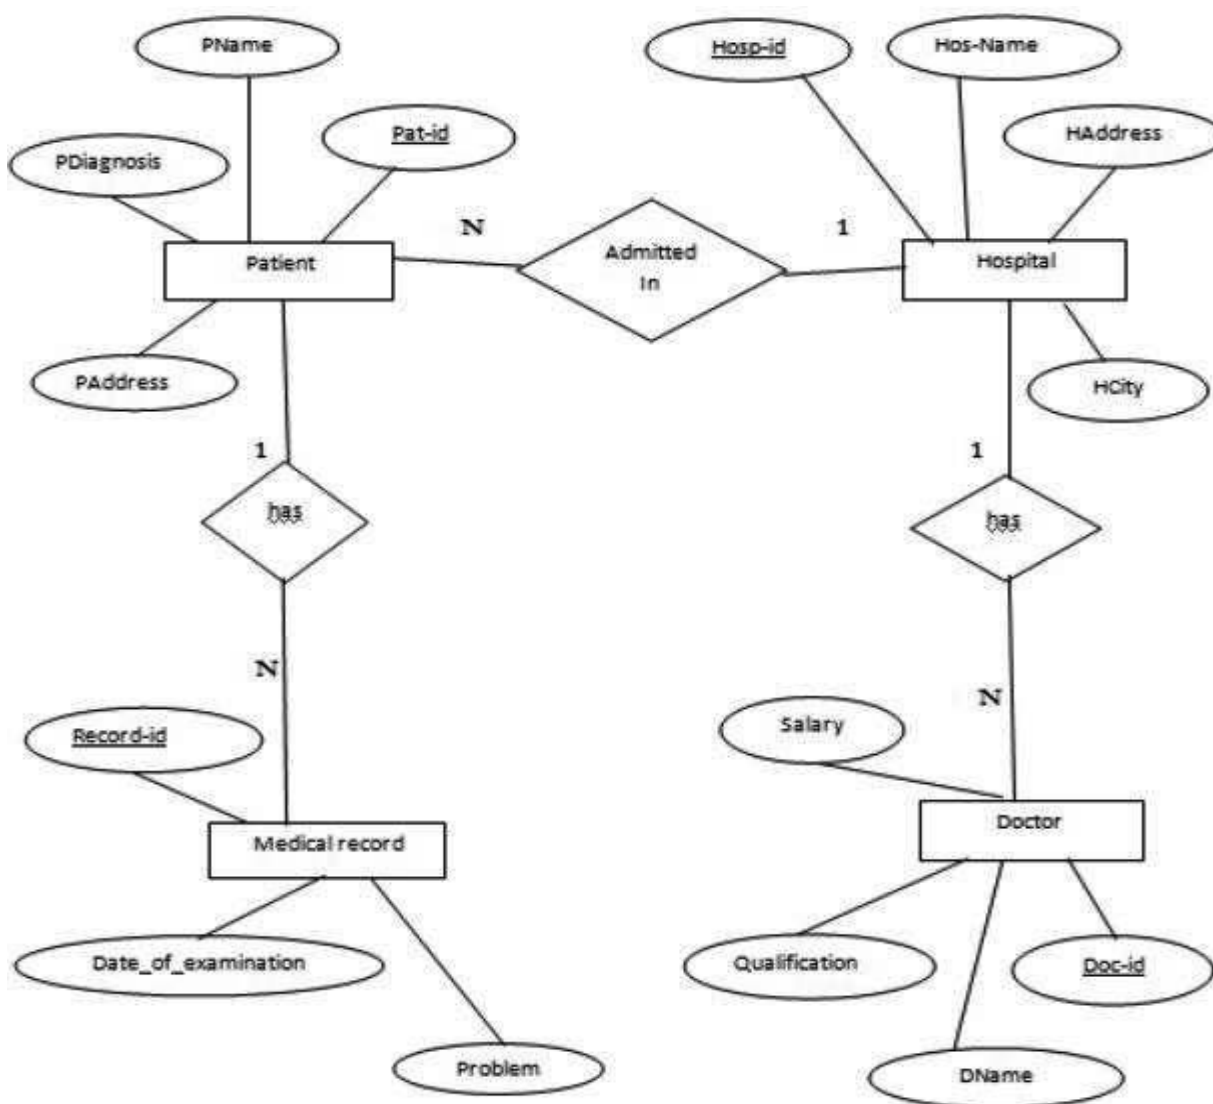 PName
Hosp-id
Hos-Name
Pat-id
HAddress
PDiagnosis
N
1
Admitted
In
Patient
Hospital
PAddress
HCity
1
1
has
has
N
N
Record-id
Salary
Medical record
Doctor
Date_of_examination
Qualification
Doc-id
Problem
DName